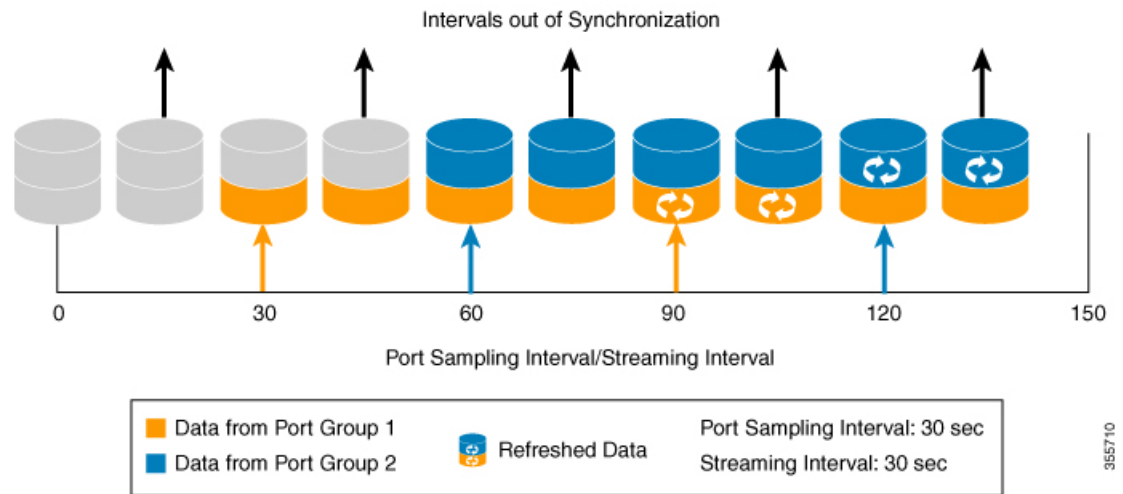 Intervals out of Synchronization
0 30 60 90 120 150
Port Sampling Interval/Streaming Interval
Data from Port Group 1
Data from Port Group 2
Refreshed Data
Port Sampling Interval: 30 sec
Streaming Interval: 30 sec
355710